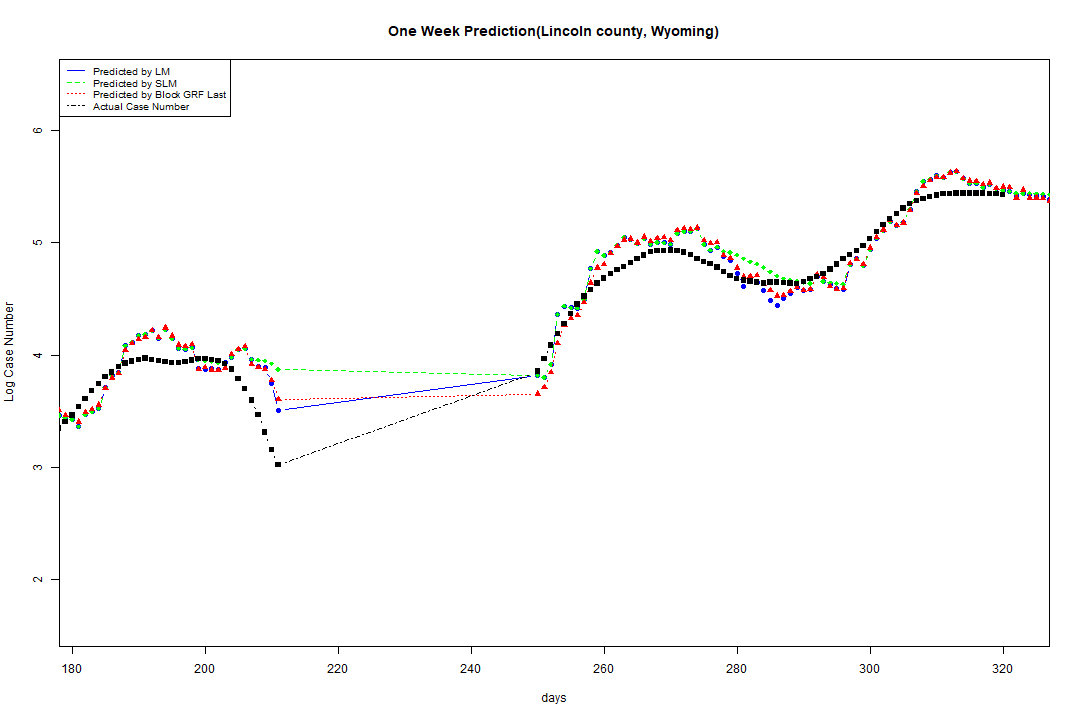 One Week Prediction(Lincoln county, Wyoming)
Predicted by LM
Predicted by SLM
Predicted by Block GRF Last
Actual Case Number
Log Case Number
6
5
4
3
2
180 200 220 240 260 280 300 320
days